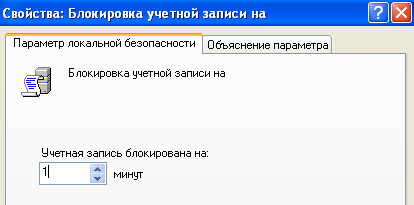 Свойства: Блокировка учетной записи на
Параметр локальной безопасности Объяснение параметра
Блокировка учетной записи на
Учетная запись блокирована на:
1 минут